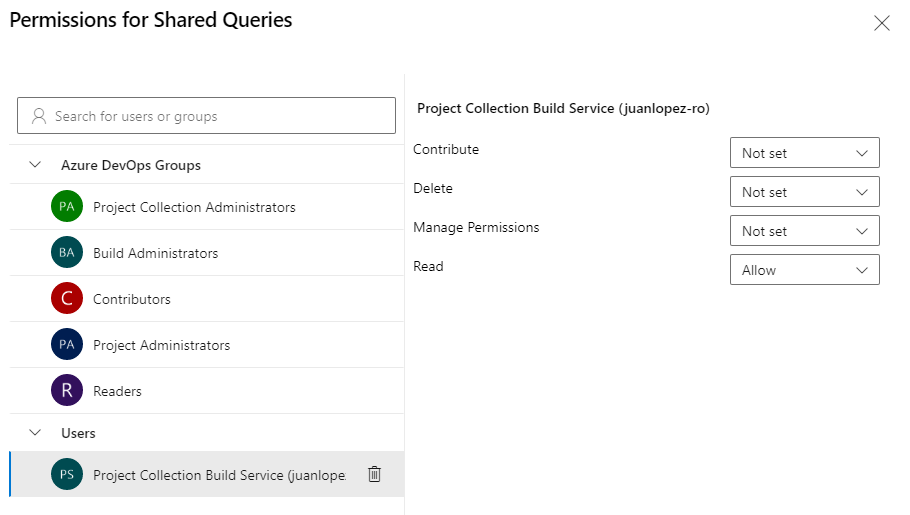 Permissions for Shared Queries
Search for users or groups
Azure DevOps Groups
PA Project Collection Administrators
BA Build Administrators
C Contributors
PA Project Administrators
R Readers
Users
PS Project Collection Build Service (juanlope
Project Collection Build Service (juanlopez-ro)
Contribute Not set
Delete Not set
Manage Permissions Not set
Read Allow